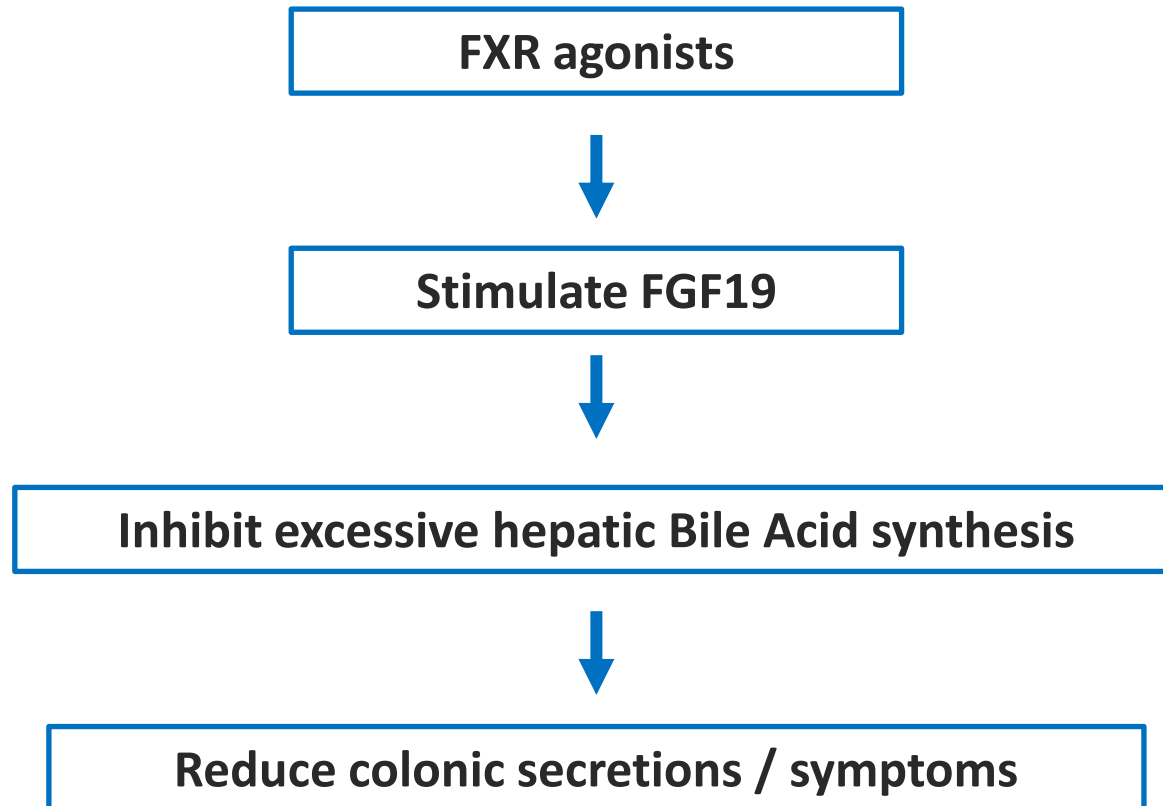 FXR agonists
Stimulate FGF19
Inhibit excessive hepatic Bile Acid synthesis
Reduce colonic secretions / symptoms